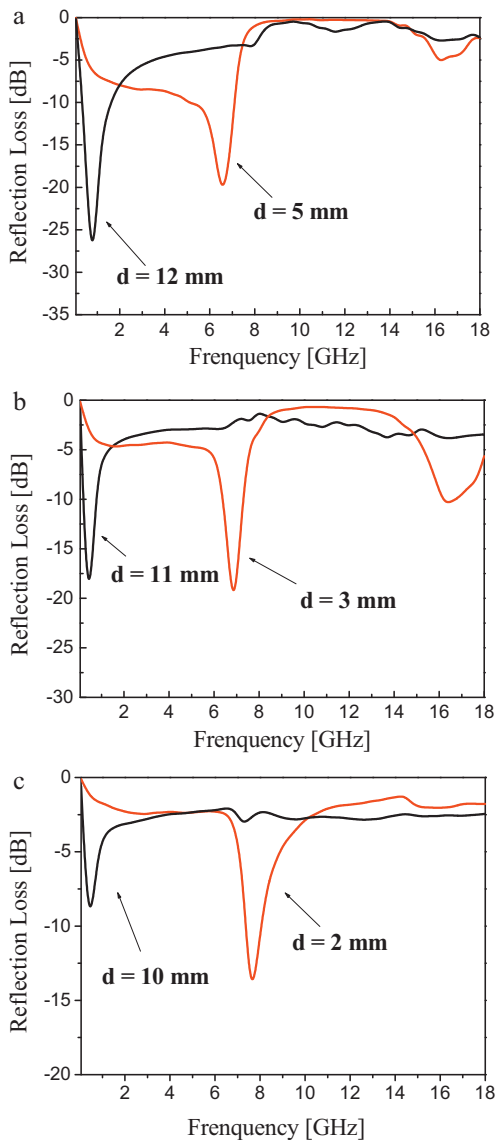 a
0
-5
-10
-15
-20
-25
-30
-35
Reflection Loss [dB]
d = 5 mm
d = 12 mm
2 4 6 8 10 12 14 16 18
Frenquency [GHz]
b
0
-5
-10
-15
-20
-25
-30
Reflection Loss [dB]
d = 11 mm
d = 3 mm
2 4 6 8 10 12 14 16 18
Frenquency [GHz]
c
0
-5
-10
-15
-20
Reflection Loss [dB]
d = 2 mm
d = 10 mm
2 4 6 8 10 12 14 16 18
Frenquency [GHz]